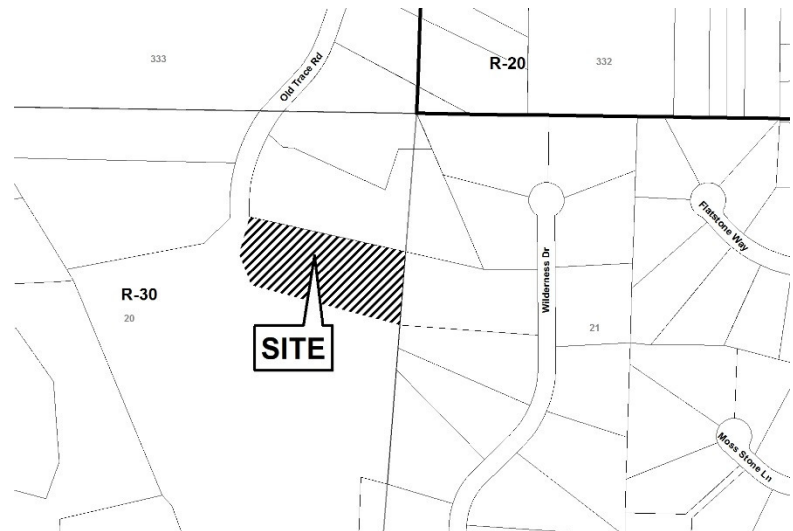 333
Old Trace Rd
R-20
332
Flatstone Way
Wilderness Dr
R-30
20
21
SITE
Moss Stone Ln